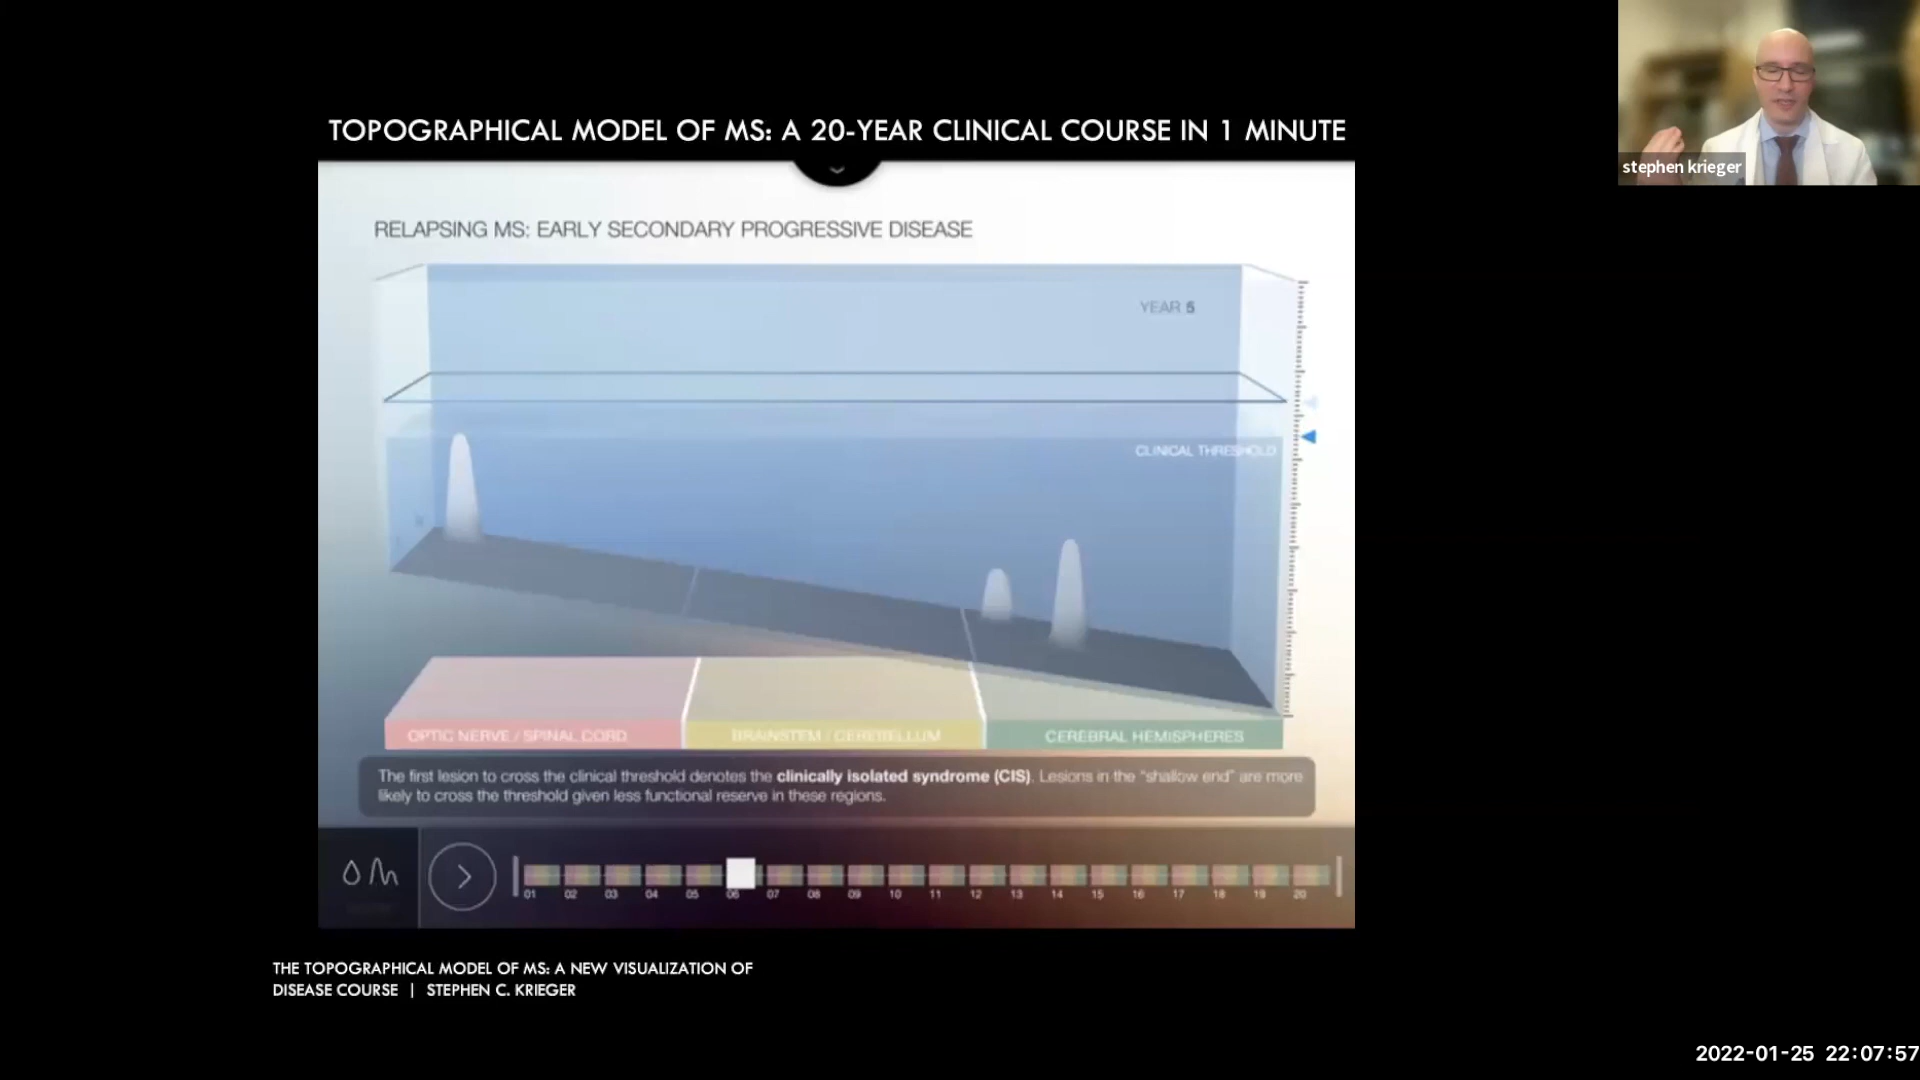 TOPOGRAPHICAL MODEL OF MS: A 20-YEAR CLINICAL COURSE IN 1 MINUTE
stephen krieger
RELAPSING MS: EARLY SECONDARY PROGRESSIVE DISEASE
YEAR 5
CLINICAL THRESHOLD
OPTIC NERVE / SPINAL CORD
BRAINSTEM / CEREBELLUM
CEREBRAL HEMISPHERES
The first lesion to cross the clinical threshold denotes the clinically isolated syndrome (CIS). Lesions in the "shallow end" are more
likely to cross the threshold given less functional reserve in these regions.
01 02 03 04 05 06 07 08 09 10 11 12 13 14 15 16 17 18 19 20
THE TOPOGRAPHICAL MODEL OF MS: A NEW VISUALIZATION OF
DISEASE COURSE | STEPHEN C. KRIEGER
2022-01-25 22:07:57